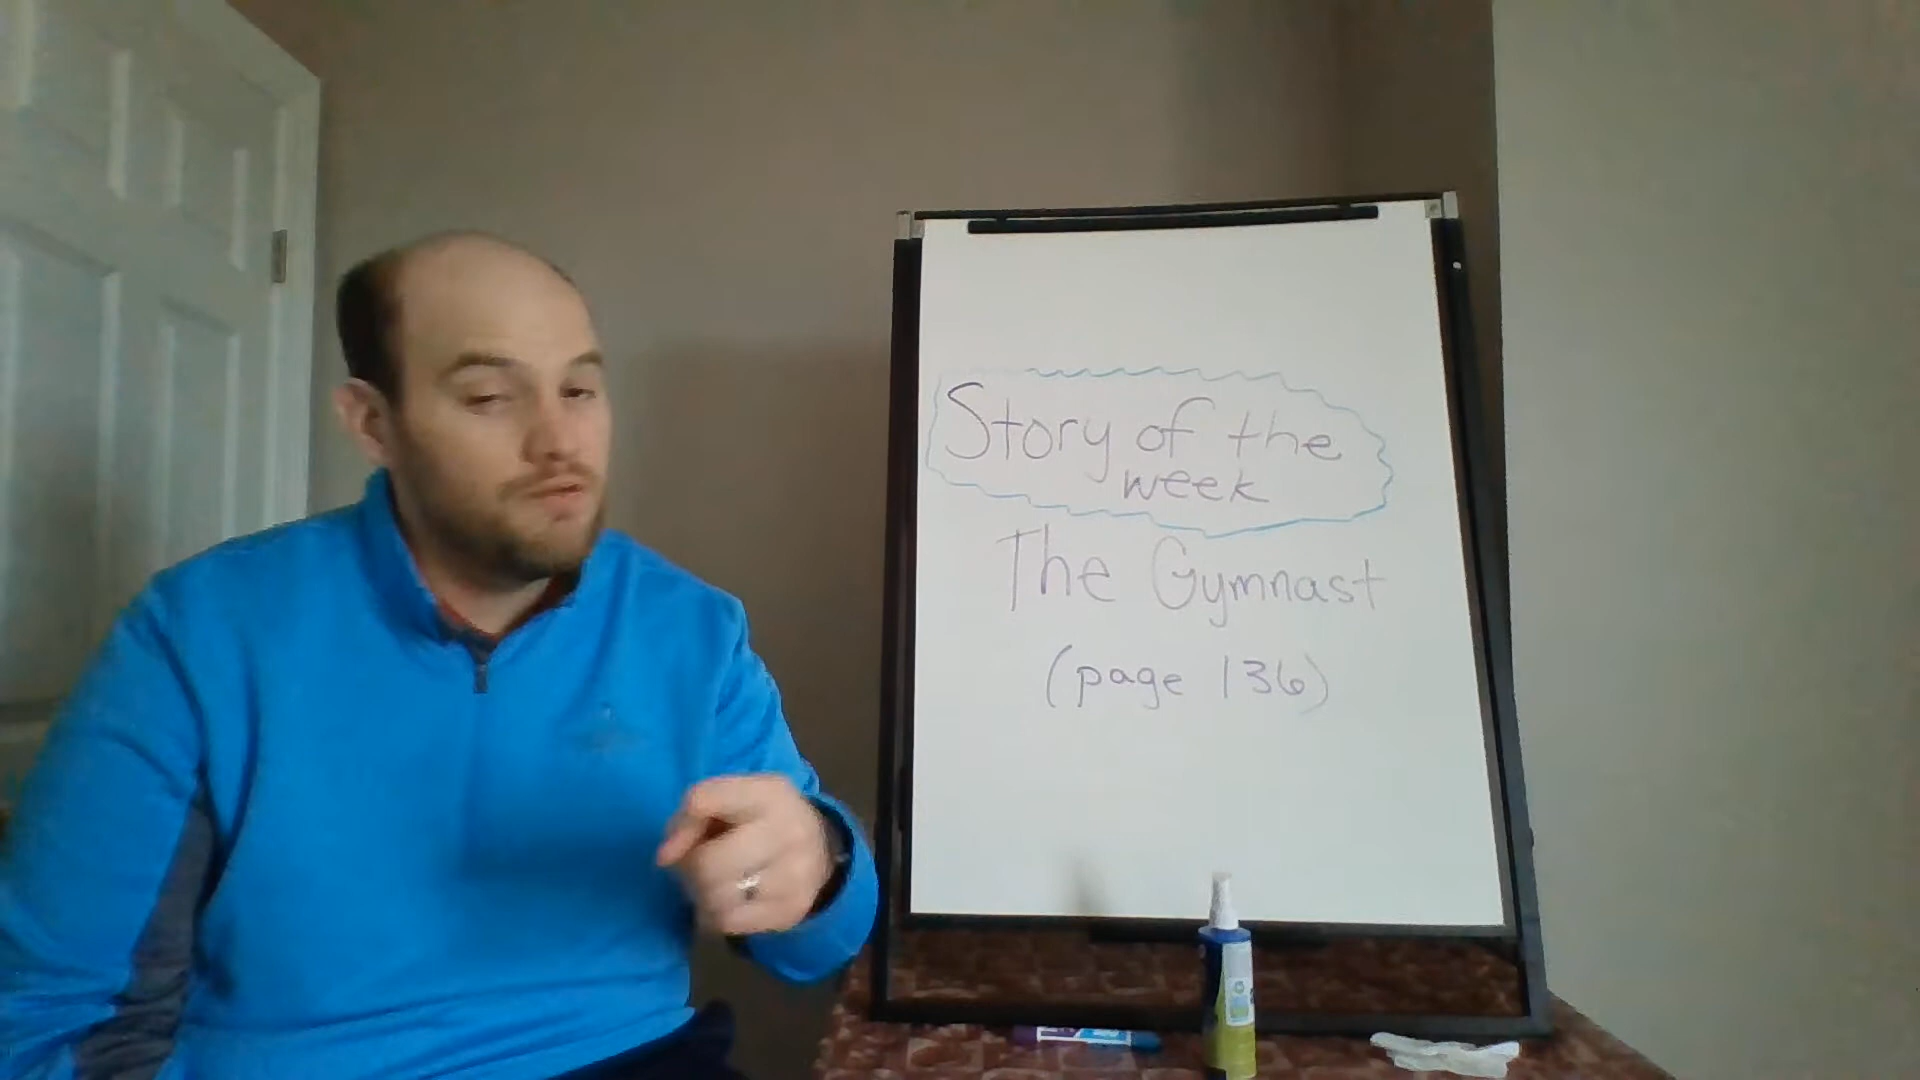 Story of the
week
The Gymnast
(page 136)